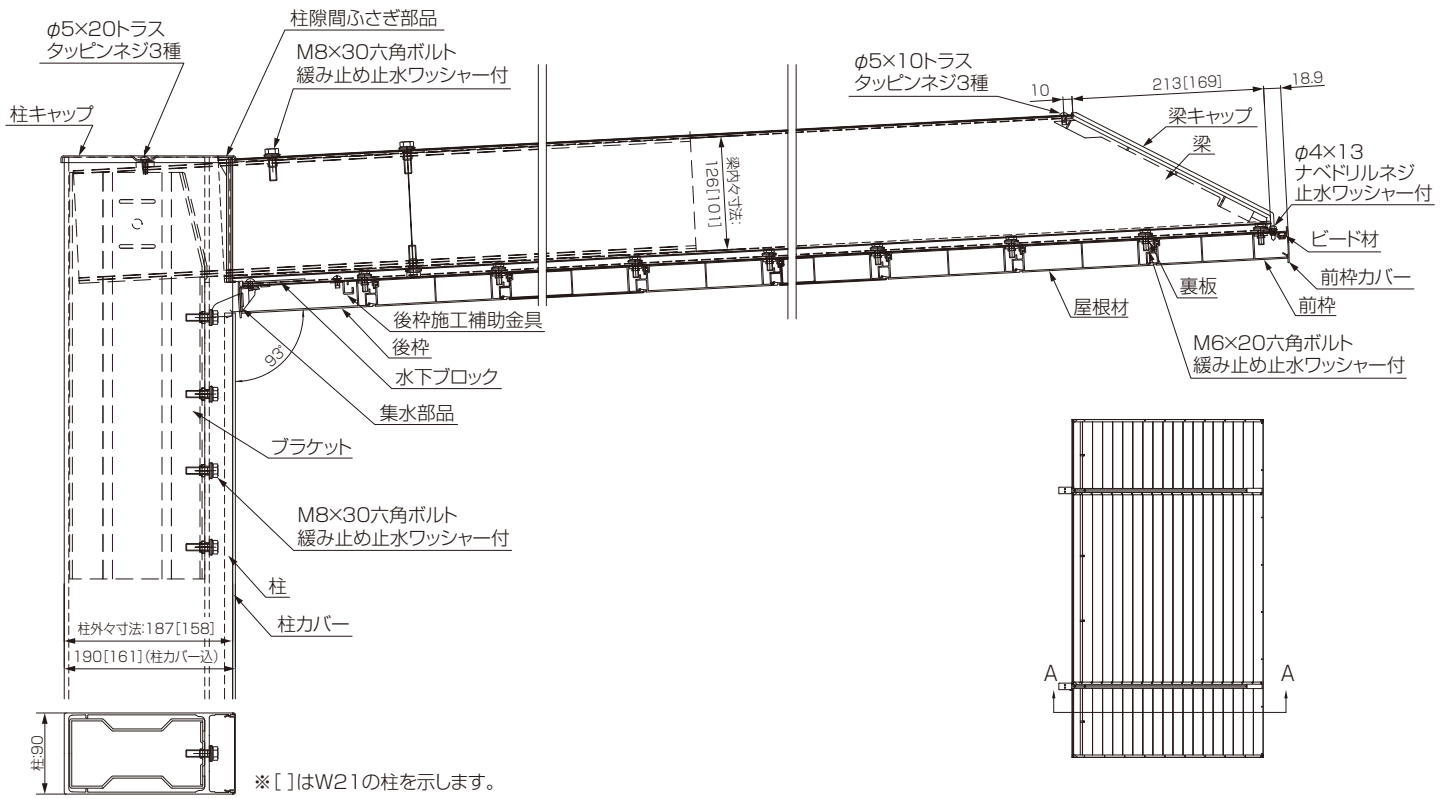 φ5×20トラス
タッピンネジ3種
柱隙間ふさぎ部品
M8×30六角ボルト
緩み止め止水ワッシャー付
柱キャップ
φ5×10トラス
タッピンネジ3種
10
213[169]
18.9
梁キャップ
梁
φ4×13
ナベドリルネジ
止水ワッシャー付
梁内々寸法:
126[101]
ビード材
前枠カバー
前枠
裏板
屋根材
M6×20六角ボルト
緩み止め止水ワッシャー付
後枠施工補助金具
後枠
93°
水下ブロック
集水部品
ブラケット
M8×30六角ボルト
緩み止め止水ワッシャー付
柱
柱カバー
柱外々寸法:187[158]
190[161](柱カバー込)
柱:90
A
A
※[ ]はW21の柱を示します。